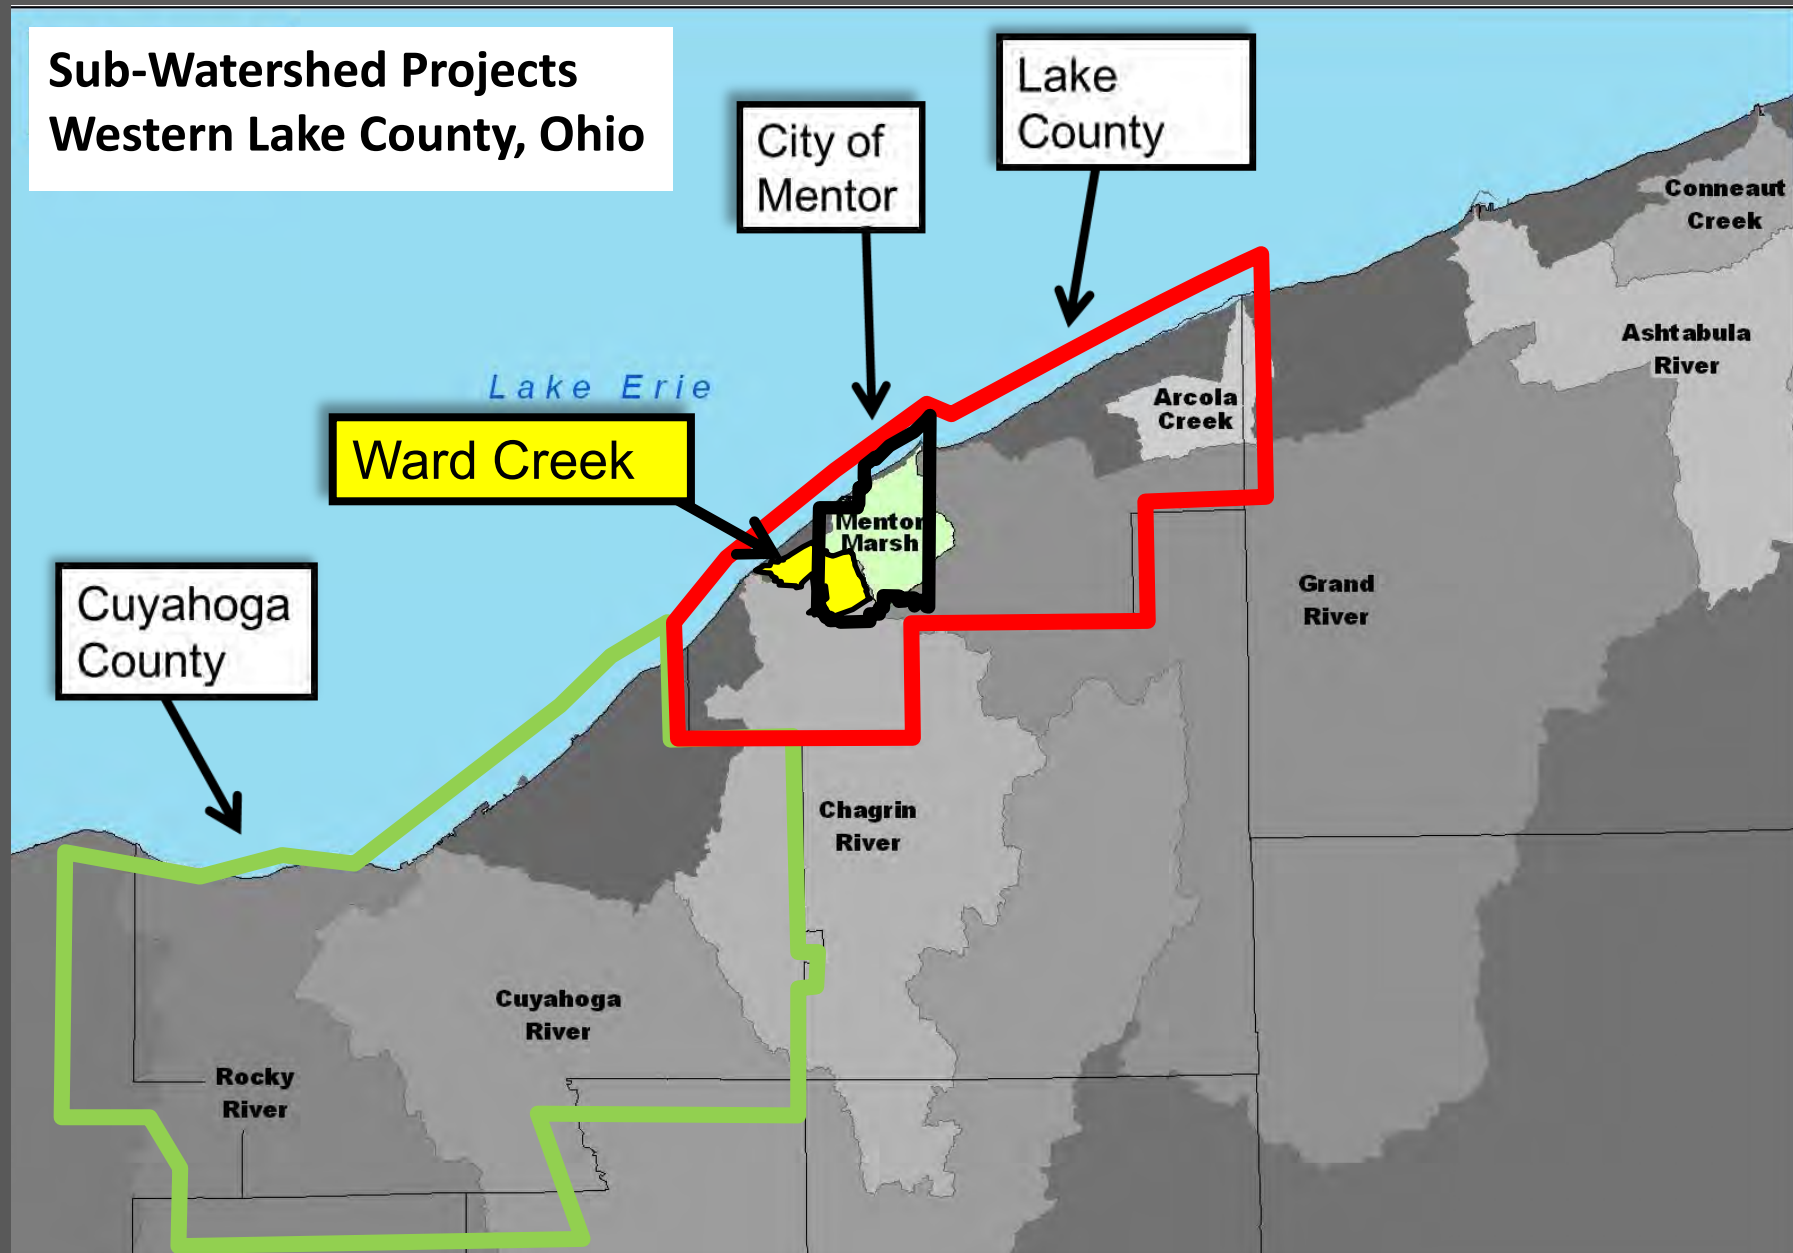 Sub-Watershed Projects
Western Lake County, Ohio
Lake
County
City of
Mentor
Conneaut
Creek
Ashtabula
River
Lake Erie
Arcola
Creek
Ward Creek
Mentor
Marsh
Cuyahoga
County
Grand
River
Chagrin
River
Cuyahoga
River
Rocky
River